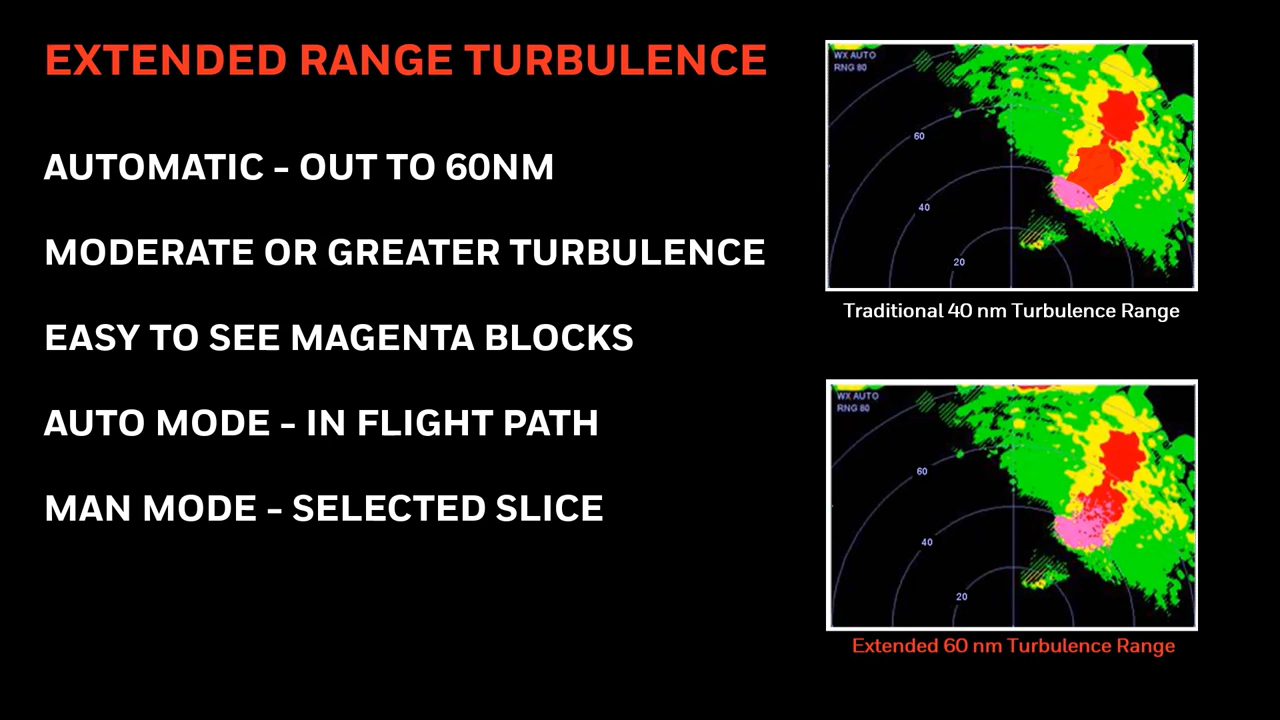 EXTENDED RANGE TURBULENCE
AUTOMATIC – OUT TO 60NM
MODERATE OR GREATER TURBULENCE
EASY TO SEE MAGENTA BLOCKS
AUTO MODE – IN FLIGHT PATH
MAN MODE – SELECTED SLICE
WX AUTO
RNG 80
60
40
20
Traditional 40 nm Turbulence Range
WX AUTO
RNG 80
60
40
20
Extended 60 nm Turbulence Range